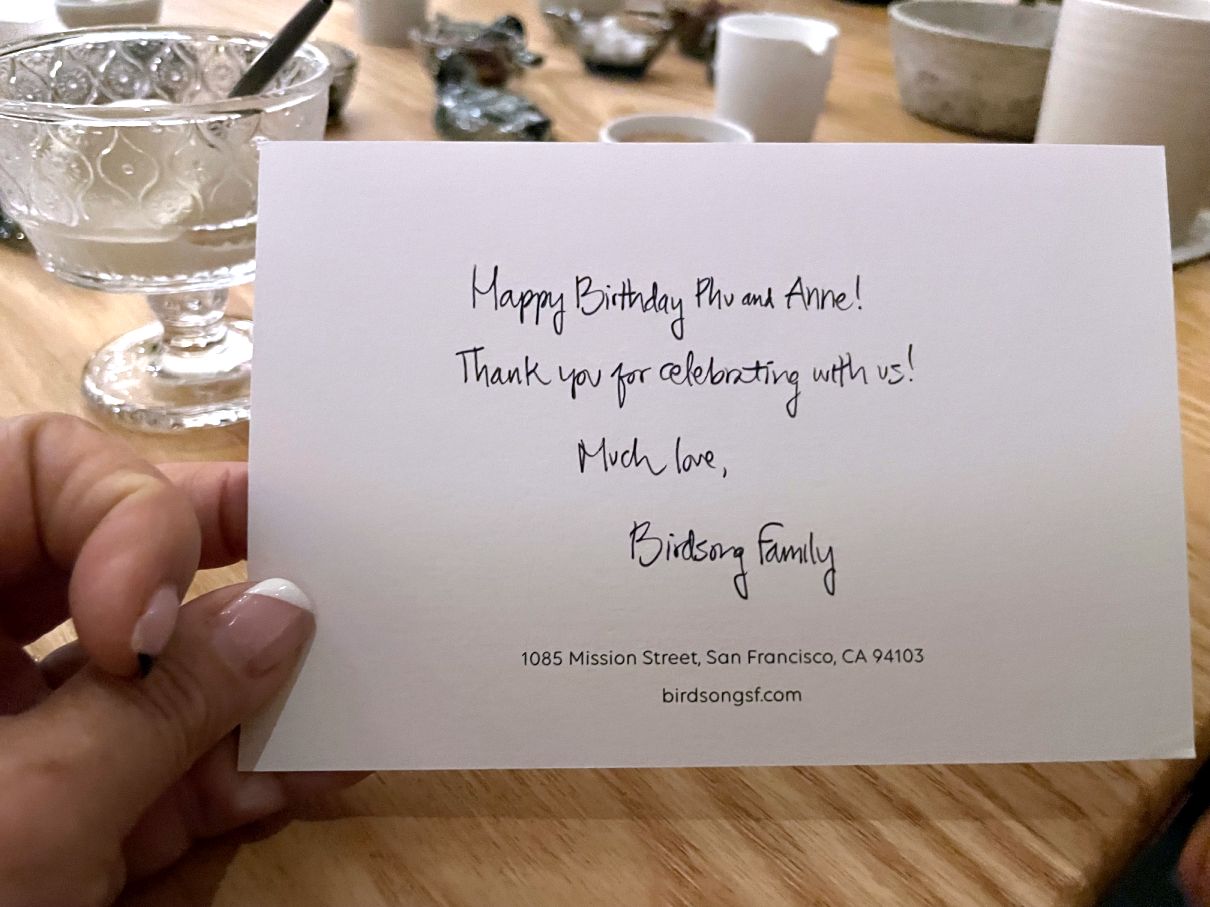 Happy Birthday Phu and Anne!
Thank you for celebrating with us!
Much love,
Birdsong Family
1085 Mission Street, San Francisco, CA 94103
birdsongsf.com